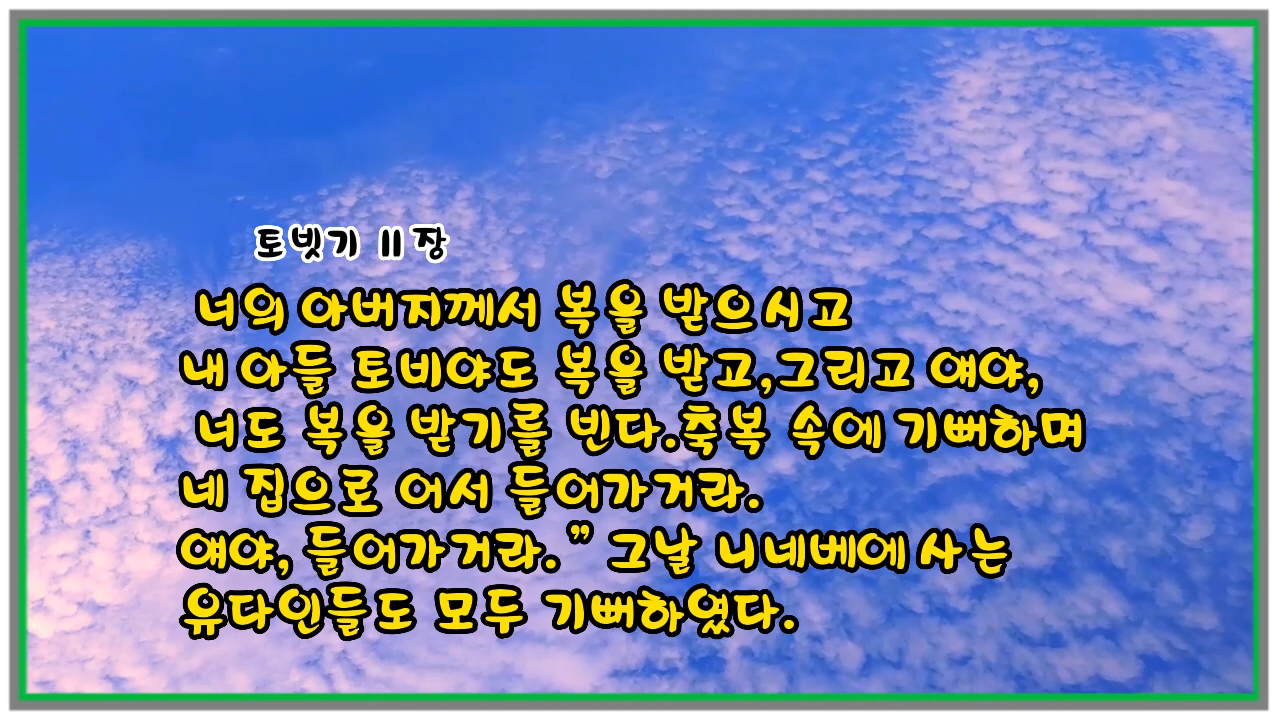 토빗기 11장
너의 아버지께서 복을 받으시고
내 아들 토비야도 복을 받고,그리고 얘야,
너도 복을 받기를 빈다.축복 속에 기뻐하며
네 집으로 어서 들어가거라.
얘야, 들어가거라.” 그날 니네베에 사는
유다인들도 모두 기뻐하였다.